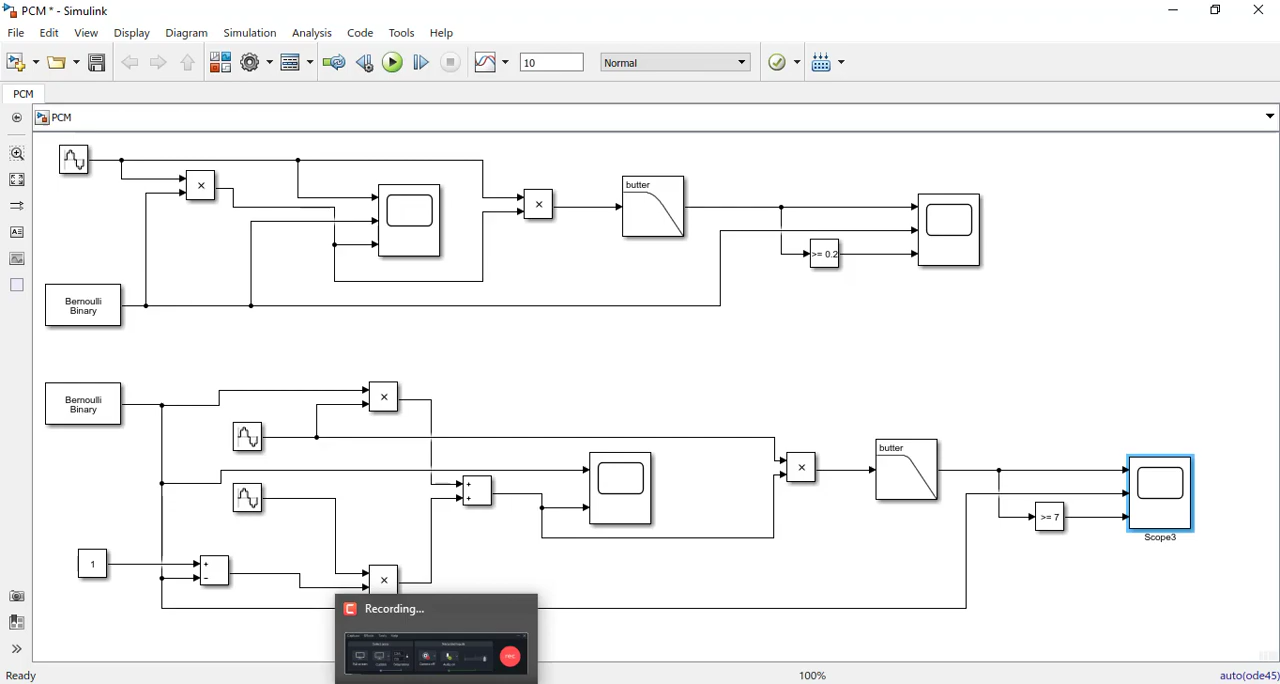 PCM * - Simulink
File Edit View Display Diagram Simulation Analysis Code Tools Help
10
Normal
PCM
PCM
butter
>= 0.2
Bernoulli
Binary
Bernoulli
Binary
butter
>= 7
Scope3
1
Recording...
rec
Ready
100%
auto(ode45)